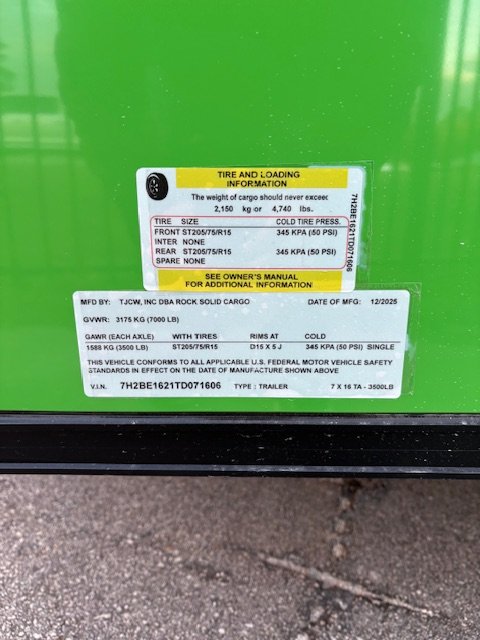 TIRE AND LOADING
INFORMATION
The weight of cargo should never exceed
2,150 kg or 4,740 lbs.
TIRE SIZE COLD TIRE PRESS.
FRONT ST205/75/R15 345 KPA (50 PSI)
INTER NONE
REAR ST205/75/R15 345 KPA (50 PSI)
SPARE NONE
SEE OWNER'S MANUAL
FOR ADDITIONAL INFORMATION
7H2BE1621TD071606
MFD BY: TJCW, INC DBA ROCK SOLID CARGO DATE OF MFG: 12/2025
GVWR: 3175 KG (7000 LB)
GAWR (EACH AXLE) WITH TIRES RIMS AT COLD
1588 KG (3500 LB) ST205/75/R15 D15 X 5 J 345 KPA (50 PSI) SINGLE
THIS VEHICLE CONFORMS TO ALL APPLICABLE U.S. FEDERAL MOTOR VEHICLE SAFETY
STANDARDS IN EFFECT ON THE DATE OF MANUFACTURE SHOWN ABOVE
V.I.N. 7H2BE1621TD071606 TYPE : TRAILER 7 X 16 TA - 3500LB